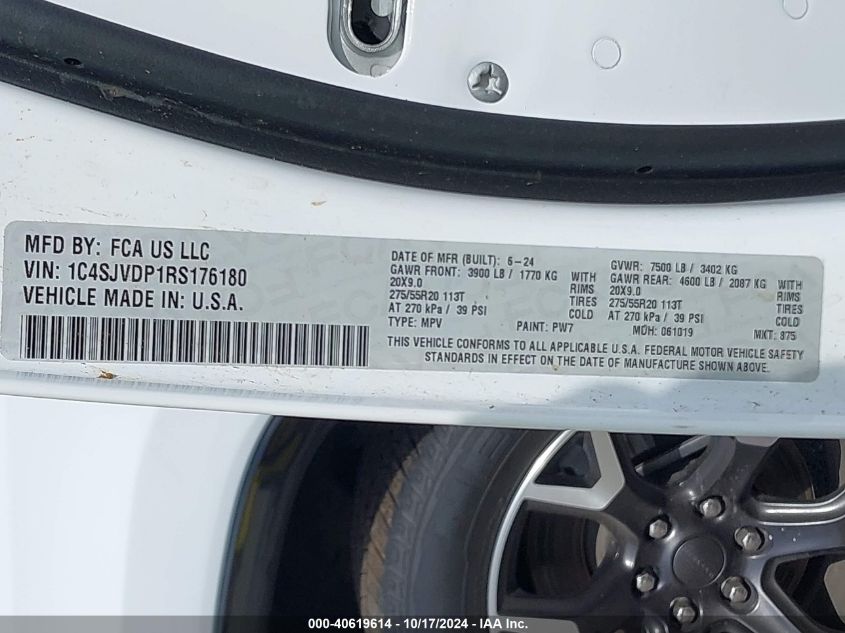 MFD BY: FCA US LLC
VIN: 1C4SJVDP1RS176180
VEHICLE MADE IN: U.S.A.
DATE OF MFR (BUILT): 6-24
GAWR FRONT: 3900 LB / 1770 KG WITH
20X9.0 RIMS
275/55R20 113T TIRES
AT 270 kPa / 39 PSI COLD
TYPE: MPV PAINT: PW7
GVWR: 7500 LB / 3402 KG
GAWR REAR: 4600 LB / 2087 KG WITH
20X9.0 RIMS
275/55R20 113T TIRES
AT 270 kPa / 39 PSI COLD
MDH: 061019 MXT: 875
THIS VEHICLE CONFORMS TO ALL APPLICABLE U.S.A. FEDERAL MOTOR VEHICLE SAFETY
STANDARDS IN EFFECT ON THE DATE OF MANUFACTURE SHOWN ABOVE.
000-40619614 - 10/17/2024 - IAA Inc.